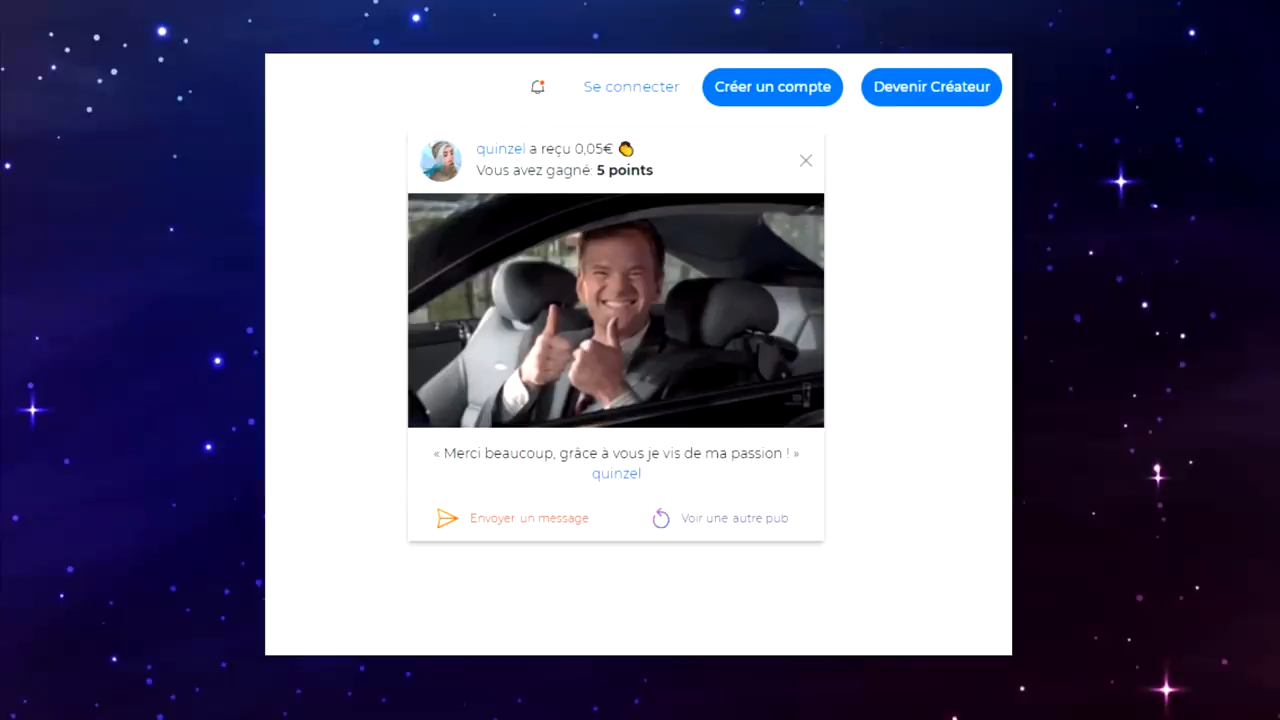 Se connecter
Créer un compte
Devenir Créateur
quinzel a reçu 0,05€ 👏
Vous avez gagné: 5 points
« Merci beaucoup, grâce à vous je vis de ma passion ! »
quinzel
Envoyer un message
Voir une autre pub